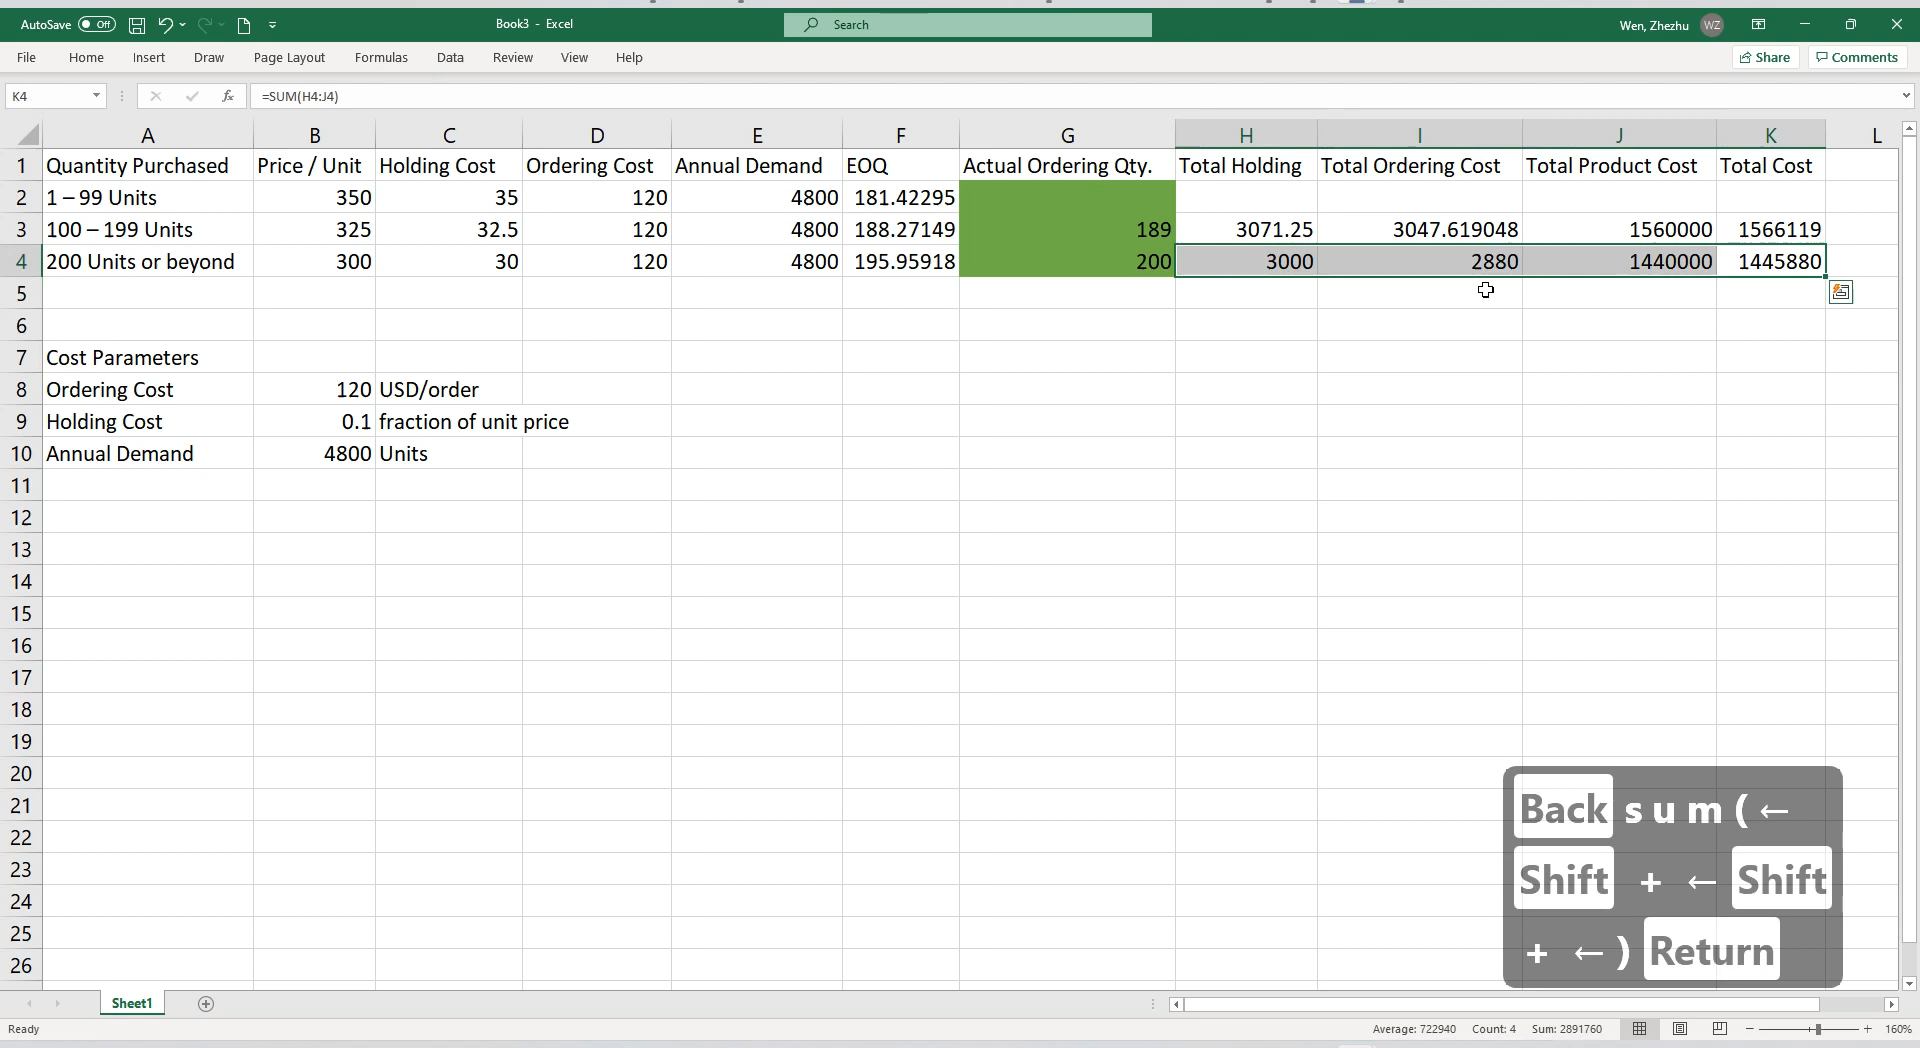 AutoSave Off Book3 - Excel Search Wen, Zhezhu WZ
File Home Insert Draw Page Layout Formulas Data Review View Help Share Comments
K4 fx =SUM(H4:J4)
A B C D E F G H I J K L
1 Quantity Purchased Price / Unit Holding Cost Ordering Cost Annual Demand EOQ Actual Ordering Qty. Total Holding Total Ordering Cost Total Product Cost Total Cost
2 1 – 99 Units 350 35 120 4800 181.42295
3 100 – 199 Units 325 32.5 120 4800 188.27149 189 3071.25 3047.619048 1560000 1566119
4 200 Units or beyond 300 30 120 4800 195.95918 200 3000 2880 1440000 1445880
5
6
7 Cost Parameters
8 Ordering Cost 120 USD/order
9 Holding Cost 0.1 fraction of unit price
10 Annual Demand 4800 Units
11
12
13
14
15
16
17
18
19
20
21
22
23
24
25
26
Back s u m ( ←
Shift + ← Shift
+ ← ) Return
Sheet1
Ready Average: 722940 Count: 4 Sum: 2891760 160%